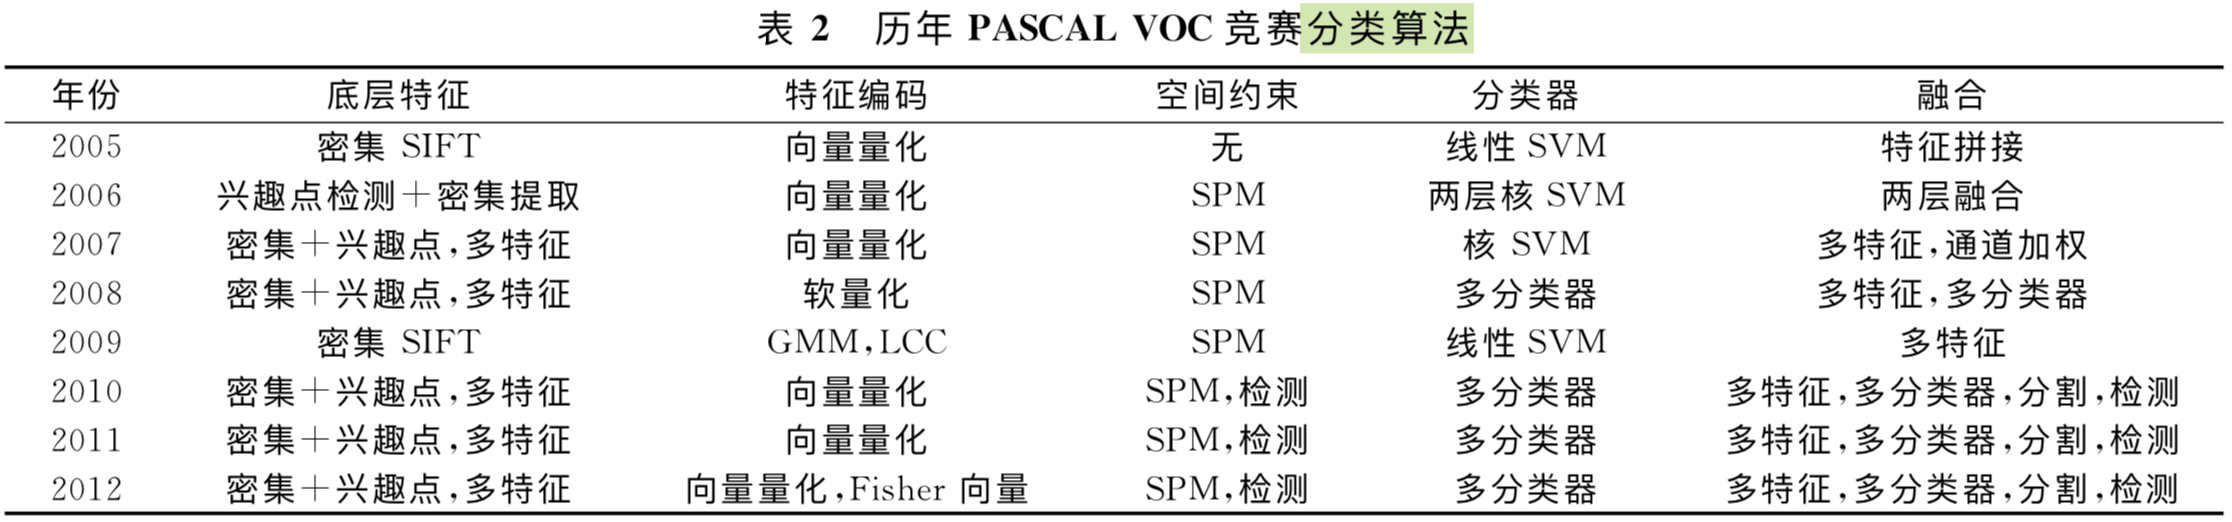 表 2 历年 PASCAL VOC 竞赛分类算法
年份 底层特征 特征编码 空间约束 分类器 融合
2005 密集 SIFT 向量量化 无 线性 SVM 特征拼接
2006 兴趣点检测＋密集提取 向量量化 SPM 两层核 SVM 两层融合
2007 密集＋兴趣点,多特征 向量量化 SPM 核 SVM 多特征,通道加权
2008 密集＋兴趣点,多特征 软量化 SPM 多分类器 多特征,多分类器
2009 密集 SIFT GMM,LCC SPM 线性 SVM 多特征
2010 密集＋兴趣点,多特征 向量量化 SPM,检测 多分类器 多特征,多分类器,分割,检测
2011 密集＋兴趣点,多特征 向量量化 SPM,检测 多分类器 多特征,多分类器,分割,检测
2012 密集＋兴趣点,多特征 向量量化,Fisher 向量 SPM,检测 多分类器 多特征,多分类器,分割,检测